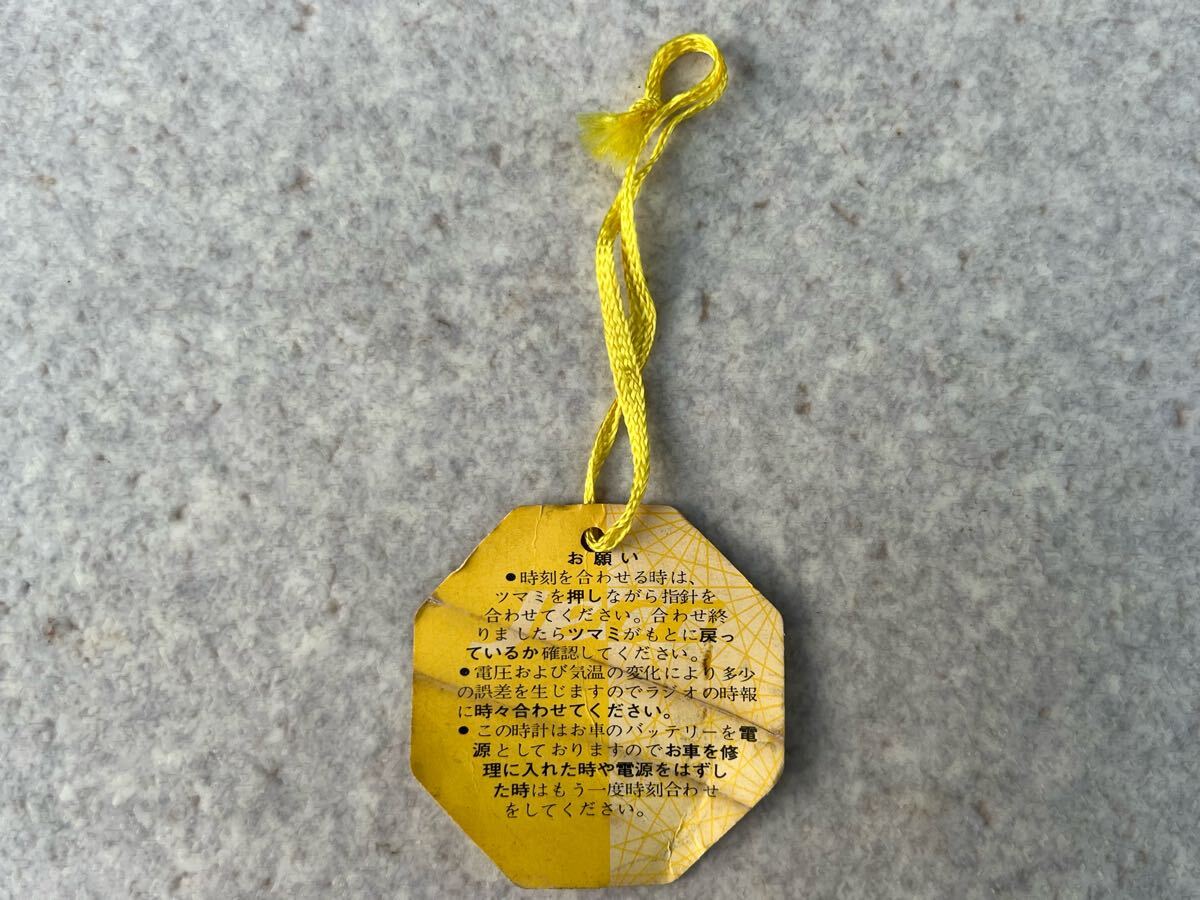 お願い
●時刻を合わせる時は、
ツマミを押しながら指針を
合わせてください。合わせ終
りましたらツマミがもとに戻っ
ているか確認してください。
●電圧および気温の変化により多少
の誤差を生じますのでラジオの時報
に時々合わせてください。
●この時計はお車のバッテリーを電
源としておりますのでお車を修
理に入れた時や電源をはずし
た時はもう一度時刻合わせ
をしてください。